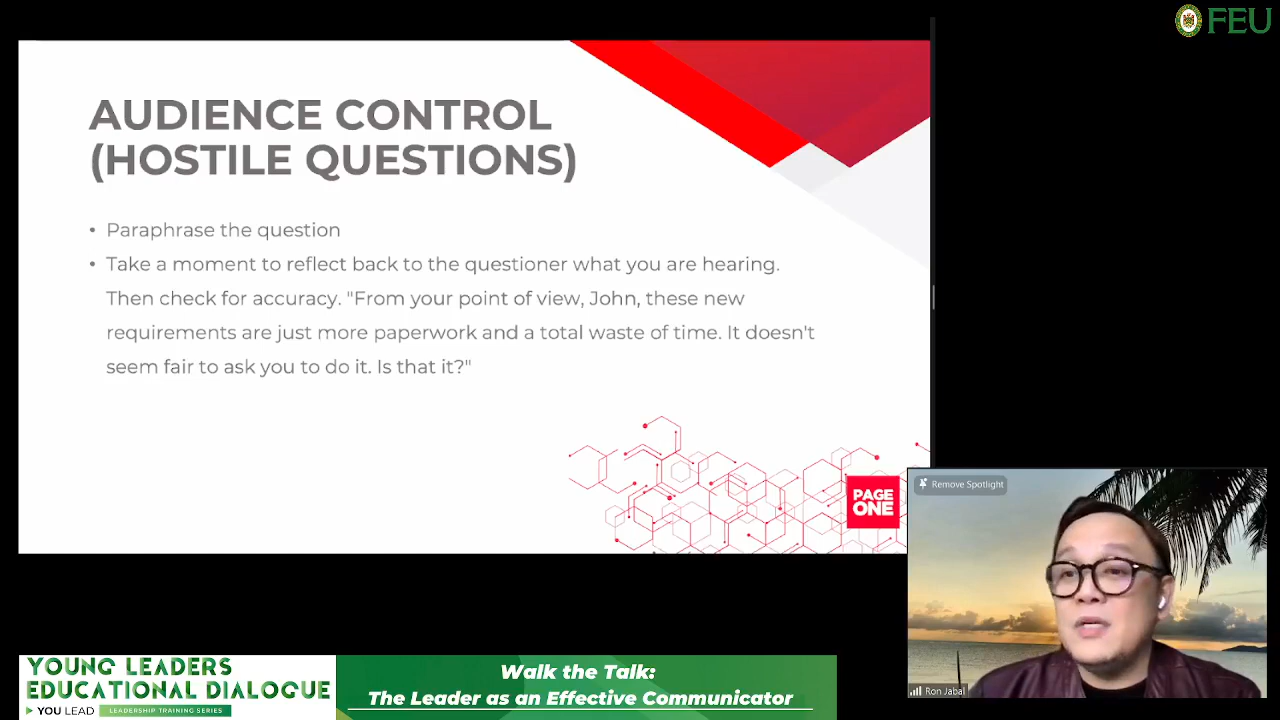 FEU
AUDIENCE CONTROL
(HOSTILE QUESTIONS)
• Paraphrase the question
• Take a moment to reflect back to the questioner what you are hearing.
Then check for accuracy. "From your point of view, John, these new
requirements are just more paperwork and a total waste of time. It doesn't
seem fair to ask you to do it. Is that it?"
PAGE
ONE
Remove Spotlight
Ron Jabal
YOUNG LEADERS
EDUCATIONAL DIALOGUE
YOU LEAD
LEADERSHIP TRAINING SERIES
Walk the Talk:
The Leader as an Effective Communicator